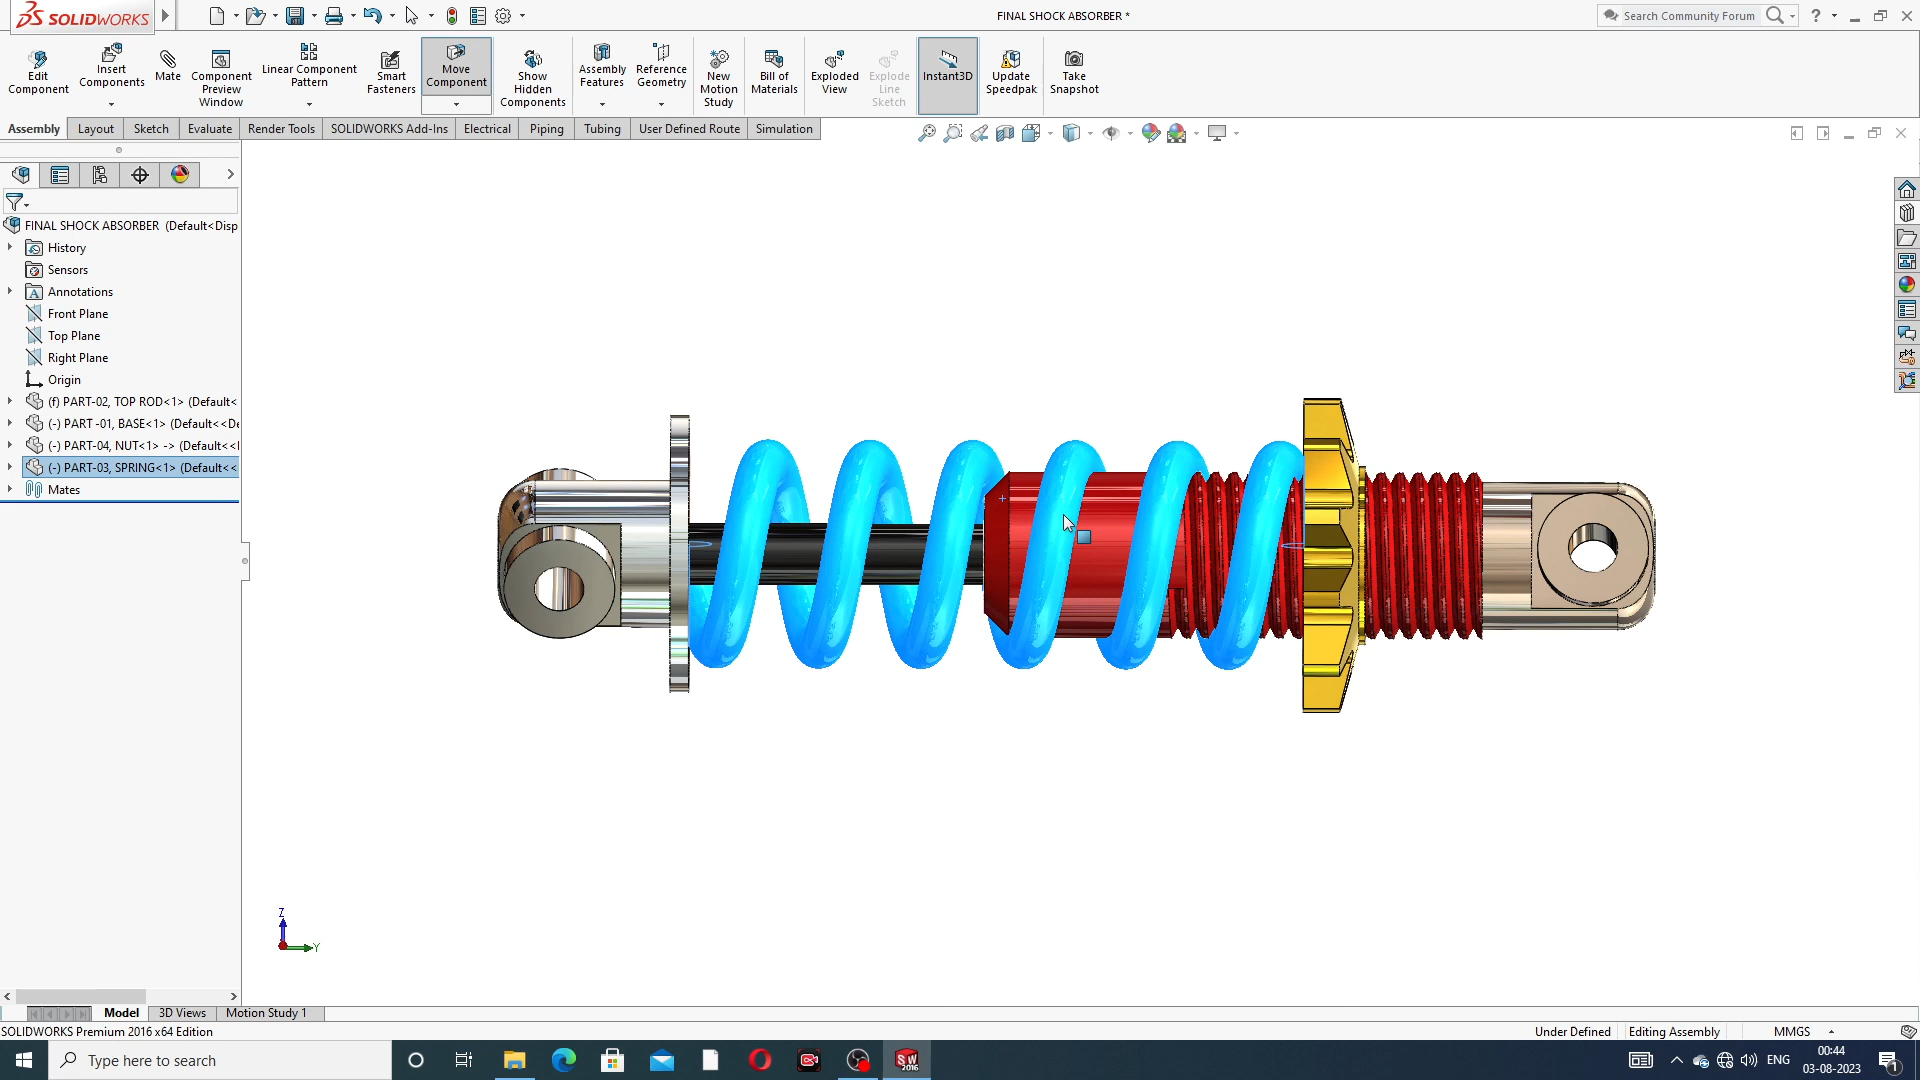 SOLIDWORKS
FINAL SHOCK ABSORBER *
Search Community Forum
?
Edit Component
Insert Components
Mate
Component Preview Window
Linear Component Pattern
Smart Fasteners
Move Component
Show Hidden Components
Assembly Features
Reference Geometry
New Motion Study
Bill of Materials
Exploded View
Explode Line Sketch
Instant3D
Update Speedpak
Take Snapshot
Assembly
Layout
Sketch
Evaluate
Render Tools
SOLIDWORKS Add-Ins
Electrical
Piping
Tubing
User Defined Route
Simulation
FINAL SHOCK ABSORBER (Default<Disp
History
Sensors
Annotations
Front Plane
Top Plane
Right Plane
Origin
(f) PART-02, TOP ROD<1> (Default<
(-) PART -01, BASE<1> (Default<<De
(-) PART-04, NUT<1> -> (Default<<
(-) PART-03, SPRING<1> (Default<<
Mates
Z
Y
Model
3D Views
Motion Study 1
SOLIDWORKS Premium 2016 x64 Edition
Under Defined
Editing Assembly
MMGS
Type here to search
SW 2016
ENG
00:44
03-08-2023
1